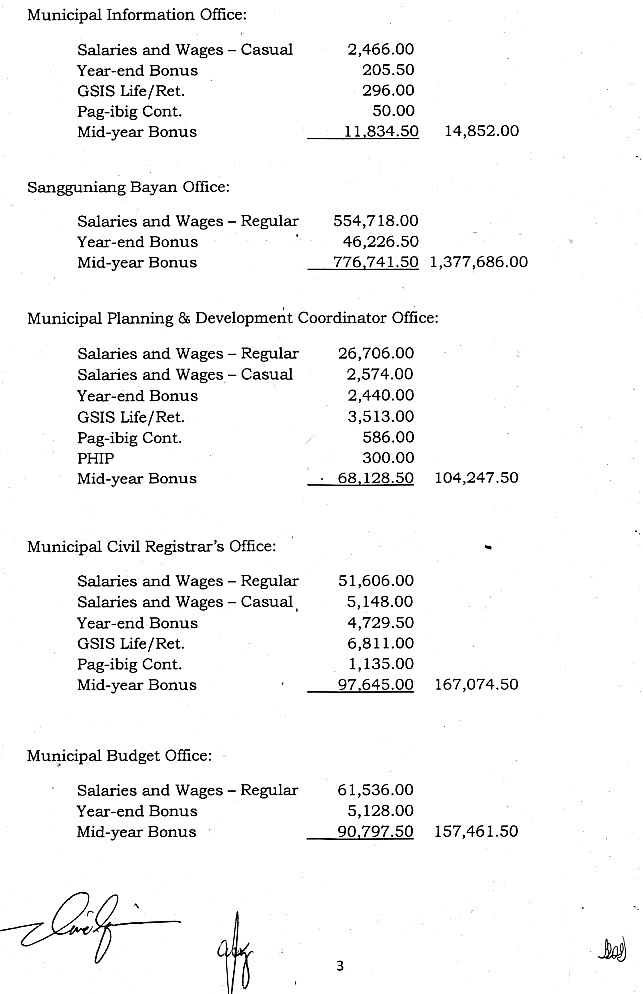 Municipal Information Office:
Salaries and Wages – Casual 2,466.00
Year-end Bonus 205.50
GSIS Life/Ret. 296.00
Pag-ibig Cont. 50.00
Mid-year Bonus 11,834.50 14,852.00
Sangguniang Bayan Office:
Salaries and Wages – Regular 554,718.00
Year-end Bonus 46,226.50
Mid-year Bonus 776,741.50 1,377,686.00
Municipal Planning & Development Coordinator Office:
Salaries and Wages – Regular 26,706.00
Salaries and Wages – Casual 2,574.00
Year-end Bonus 2,440.00
GSIS Life/Ret. 3,513.00
Pag-ibig Cont. 586.00
PHIP 300.00
Mid-year Bonus 68,128.50 104,247.50
Municipal Civil Registrar's Office:
Salaries and Wages – Regular 51,606.00
Salaries and Wages – Casual 5,148.00
Year-end Bonus 4,729.50
GSIS Life/Ret. 6,811.00
Pag-ibig Cont. 1,135.00
Mid-year Bonus 97,645.00 167,074.50
Municipal Budget Office:
Salaries and Wages – Regular 61,536.00
Year-end Bonus 5,128.00
Mid-year Bonus 90,797.50 157,461.50
3